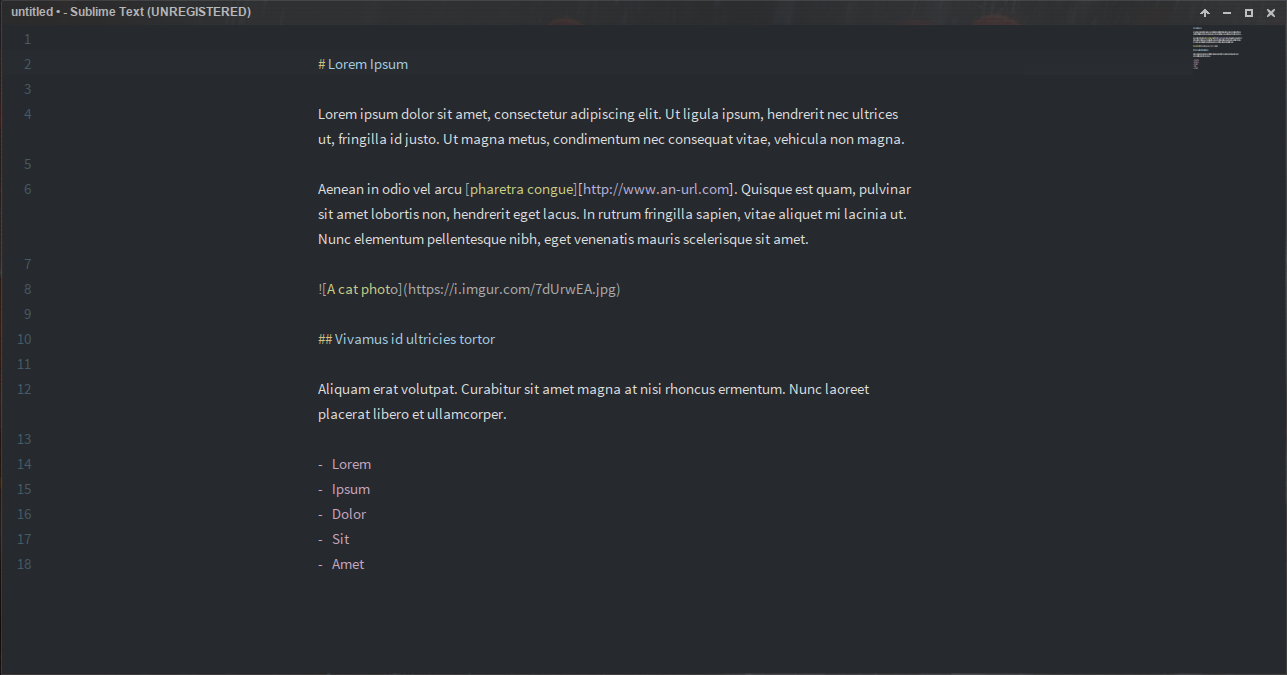 untitled • - Sublime Text (UNREGISTERED)
1
2 # Lorem Ipsum
3
4 Lorem ipsum dolor sit amet, consectetur adipiscing elit. Ut ligula ipsum, hendrerit nec ultrices
ut, fringilla id justo. Ut magna metus, condimentum nec consequat vitae, vehicula non magna.
5
6 Aenean in odio vel arcu [pharetra congue][http://www.an-url.com]. Quisque est quam, pulvinar
sit amet lobortis non, hendrerit eget lacus. In rutrum fringilla sapien, vitae aliquet mi lacinia ut.
Nunc elementum pellentesque nibh, eget venenatis mauris scelerisque sit amet.
7
8 ![A cat photo](https://i.imgur.com/7dUrwEA.jpg)
9
10 ## Vivamus id ultricies tortor
11
12 Aliquam erat volutpat. Curabitur sit amet magna at nisi rhoncus ermentum. Nunc laoreet
placerat libero et ullamcorper.
13
14 - Lorem
15 - Ipsum
16 - Dolor
17 - Sit
18 - Amet